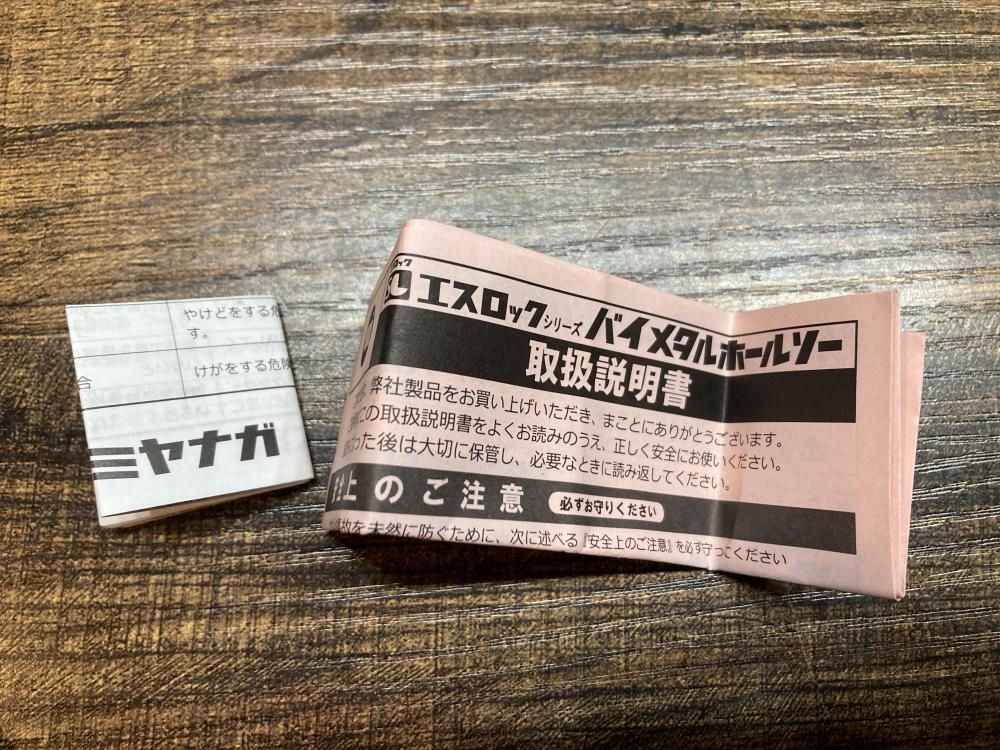 やけどをする危
す。
けがをする危険
合
ミヤナガ
ロック
エスロックシリーズ バイメタルホールソー
取扱説明書
弊社製品をお買い上げいただき、まことにありがとうございます。
の取扱説明書をよくお読みのうえ、正しく安全にお使いください。
った後は大切に保管し、必要なときに読み返してください。
上のご注意 必ずお守りください
故を未然に防ぐために、次に述べる『安全上のご注意』を必ず守ってください